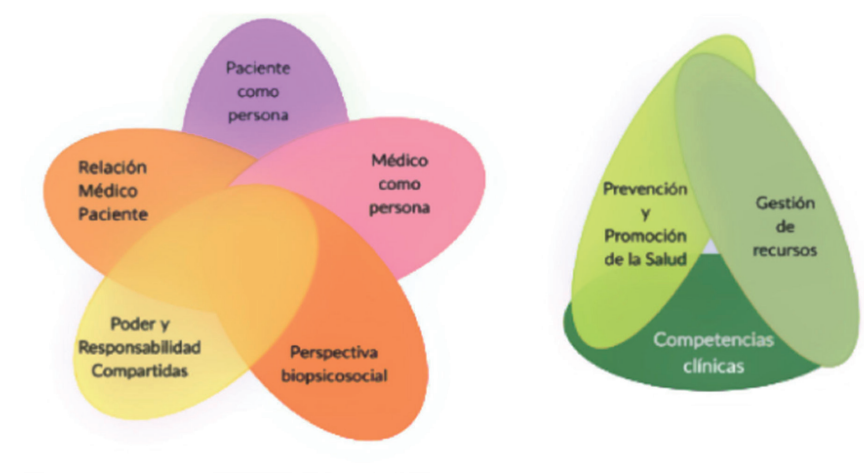 Paciente
como
persona
Médico
como
persona
Relación
Médico
Paciente
Poder y
Responsabilidad
Compartidas
Perspectiva
biopsicosocial
Prevención
y
Promoción
de la Salud
Gestión
de
recursos
Competencias
clínicas